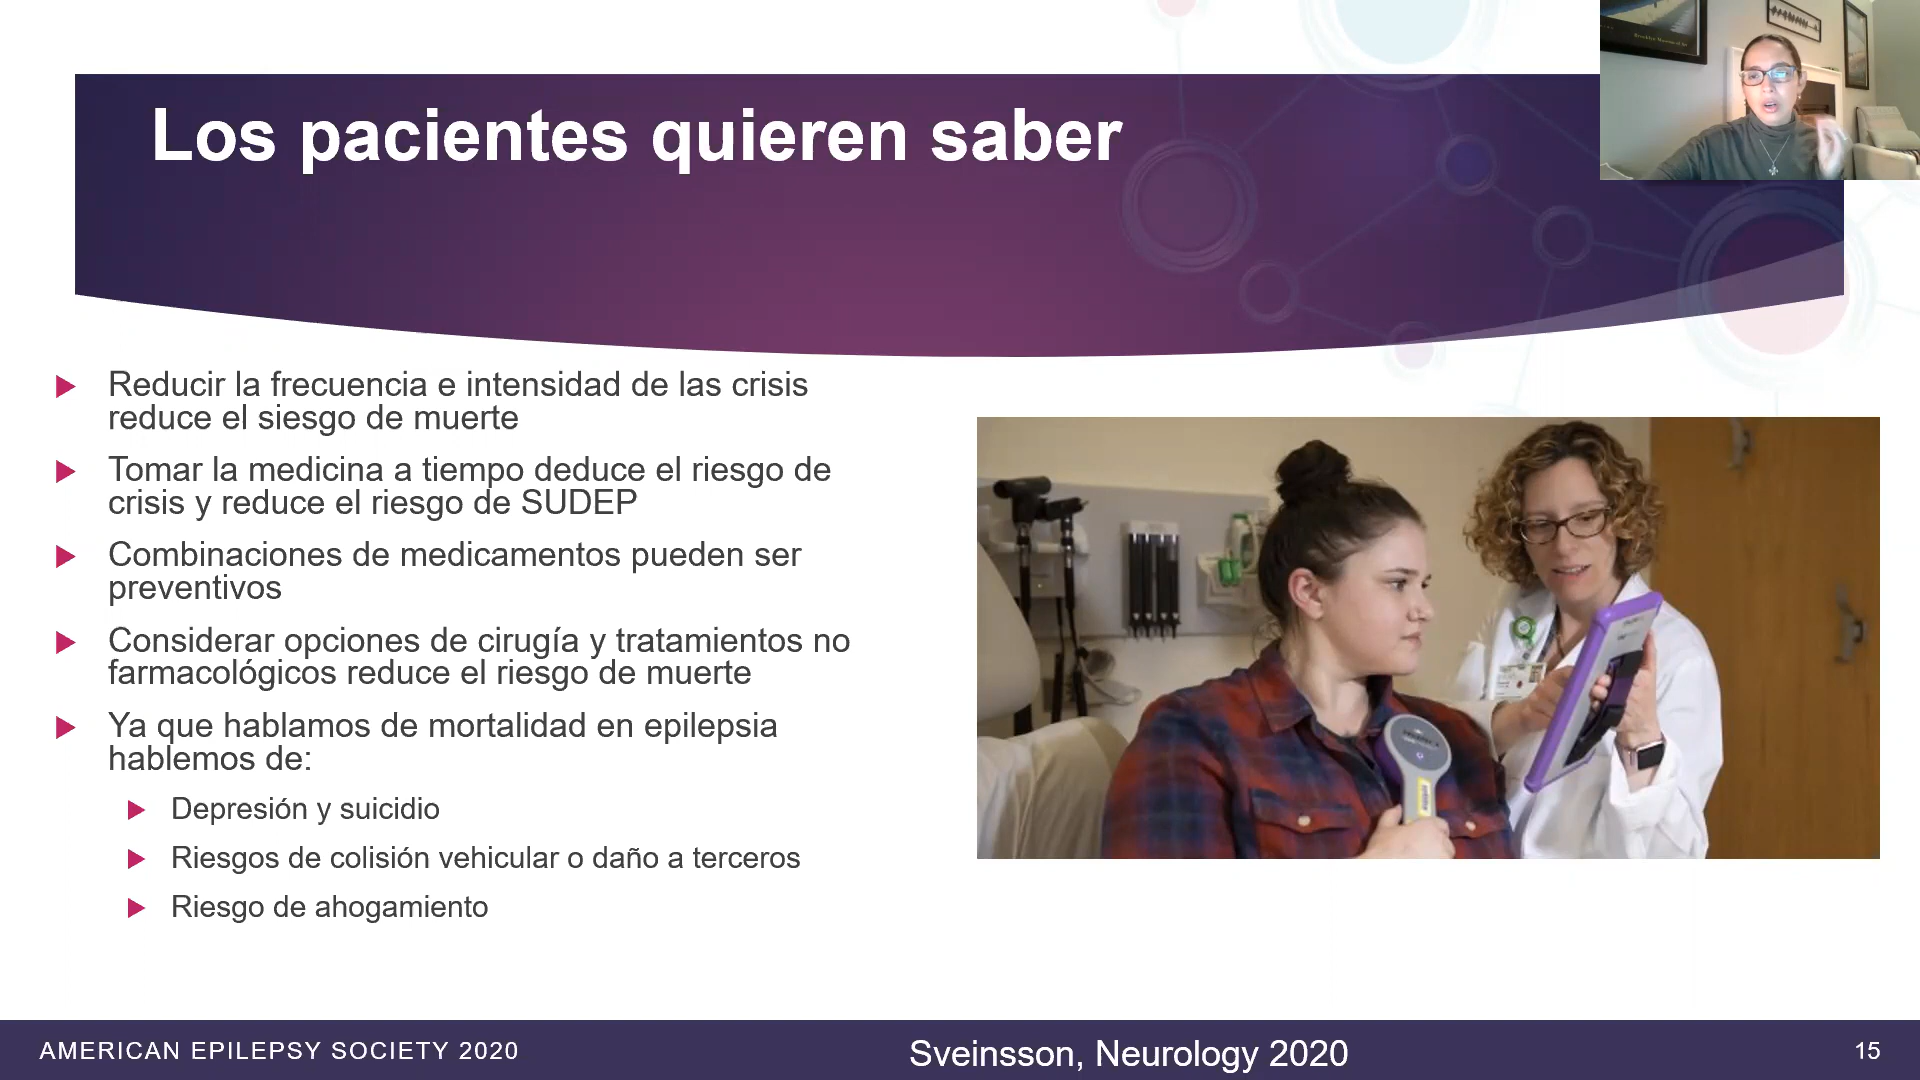 Los pacientes quieren saber
Reducir la frecuencia e intensidad de las crisis
reduce el siesgo de muerte
Tomar la medicina a tiempo deduce el riesgo de
crisis y reduce el riesgo de SUDEP
Combinaciones de medicamentos pueden ser
preventivos
Considerar opciones de cirugía y tratamientos no
farmacológicos reduce el riesgo de muerte
Ya que hablamos de mortalidad en epilepsia
hablemos de:
Depresión y suicidio
Riesgos de colisión vehicular o daño a terceros
Riesgo de ahogamiento
AMERICAN EPILEPSY SOCIETY 2020
Sveinsson, Neurology 2020
15